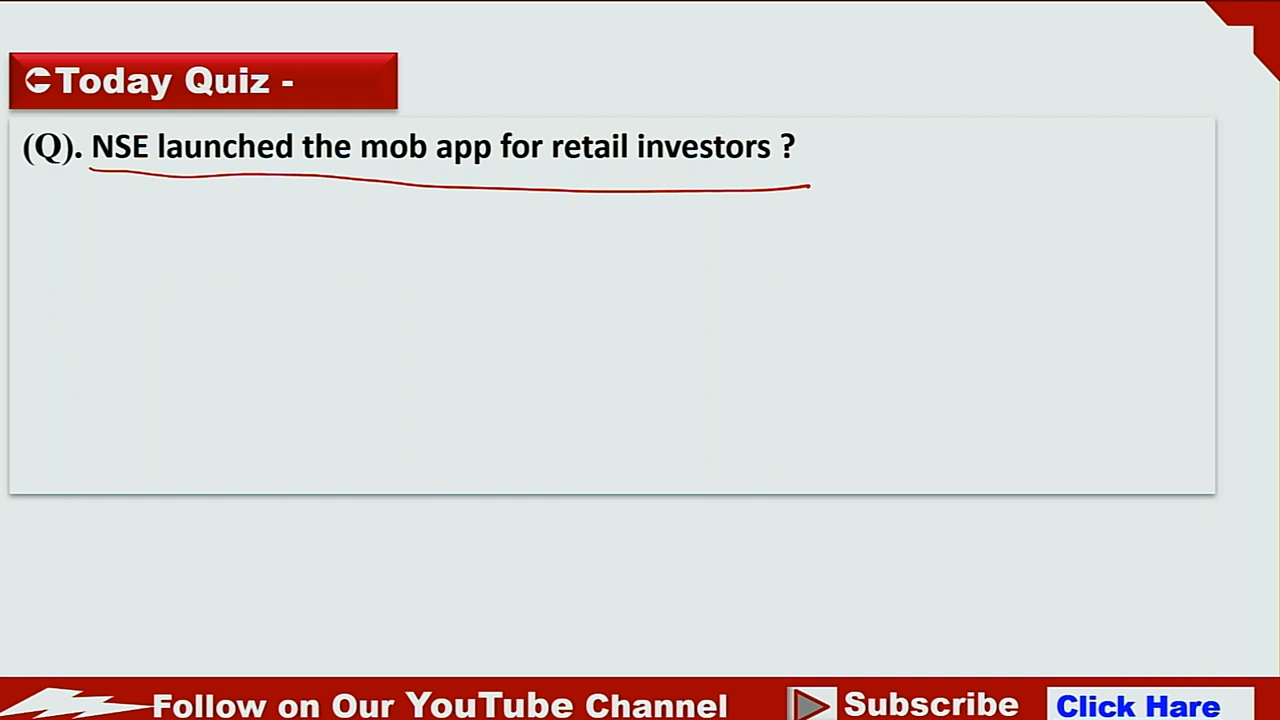 Today Quiz -
(Q). NSE launched the mob app for retail investors ?
Follow on Our YouTube Channel
Subscribe
Click Hare